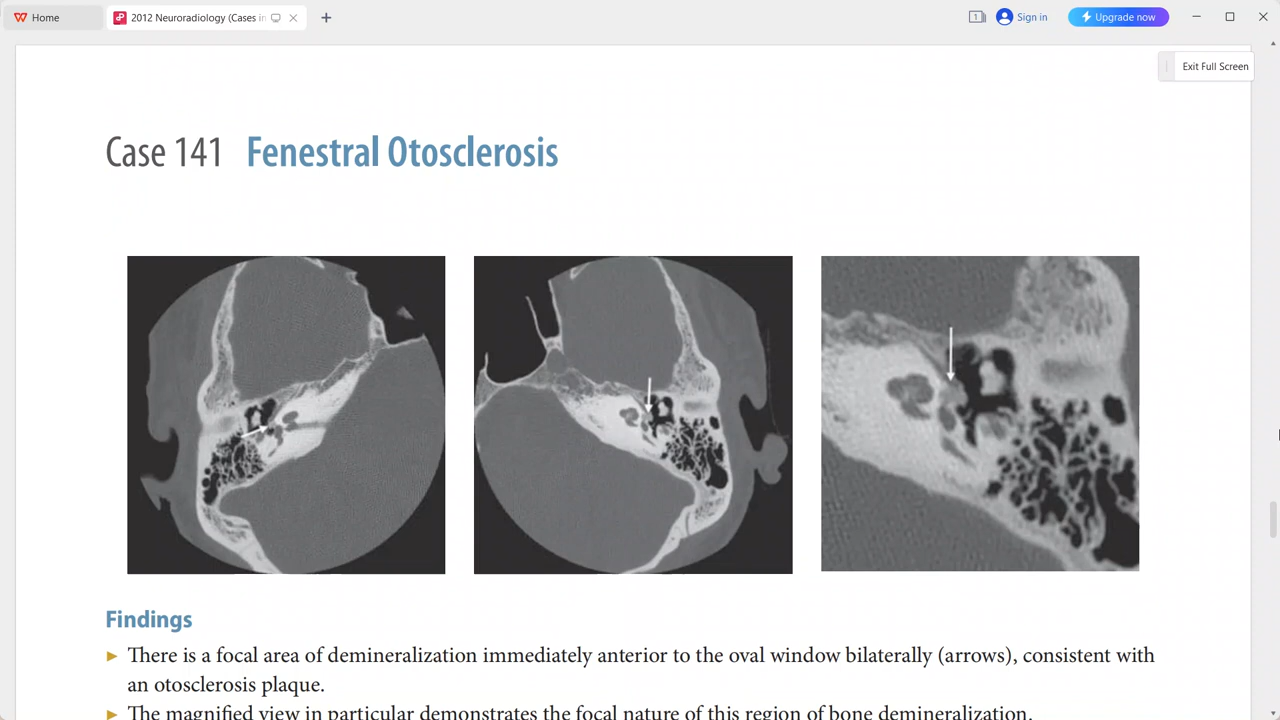 Home
2012 Neuroradiology (Cases in
Sign in
Upgrade now
Exit Full Screen
Case 141 Fenestral Otosclerosis
Findings
► There is a focal area of demineralization immediately anterior to the oval window bilaterally (arrows), consistent with
an otosclerosis plaque.
► The magnified view in particular demonstrates the focal nature of this region of bone demineralization.